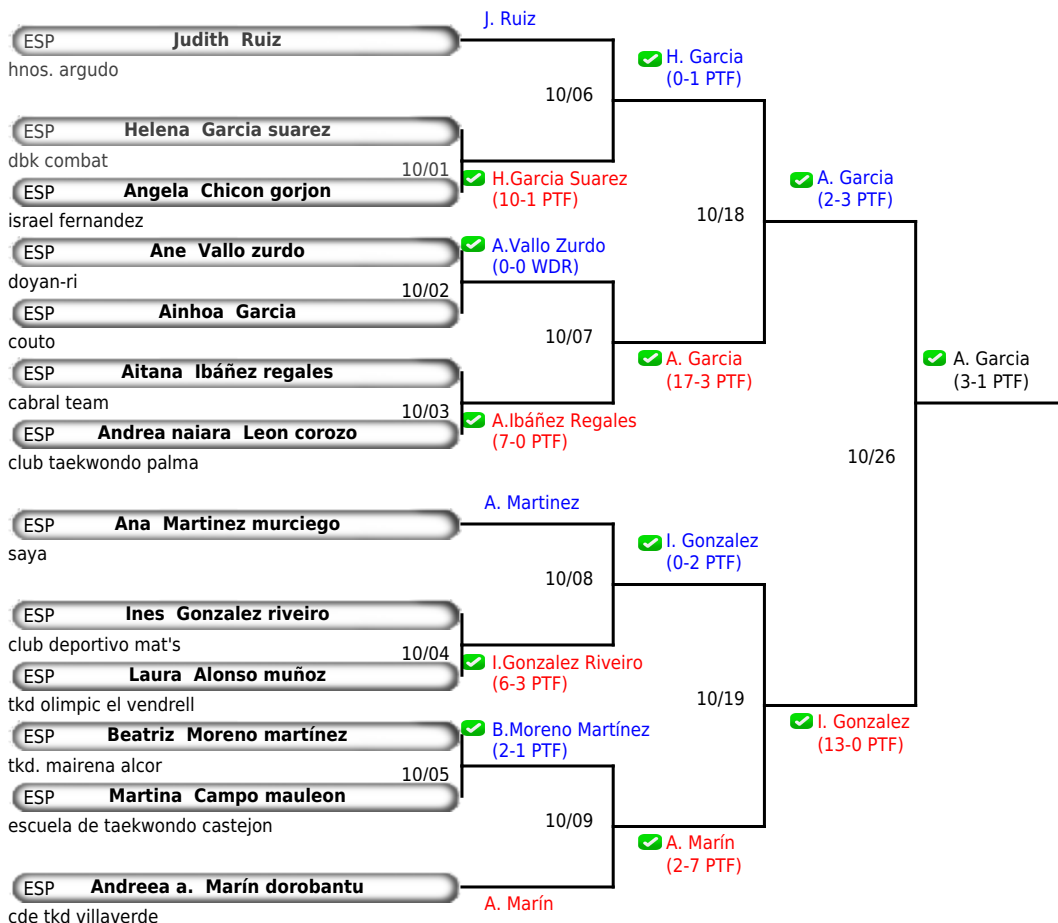 J. Ruiz
ESP Judith Ruiz
hnos. argudo
H. Garcia
(0-1 PTF)
10/06
ESP Helena Garcia suarez
dbk combat
10/01
ESP Angela Chicon gorjon
israel fernandez
H.Garcia Suarez
(10-1 PTF)
A. Garcia
(2-3 PTF)
10/18
ESP Ane Vallo zurdo
doyan-ri
A.Vallo Zurdo
(0-0 WDR)
10/02
ESP Ainhoa Garcia
couto
10/07
A. Garcia
(17-3 PTF)
ESP Aitana Ibáñez regales
cabral team
10/03
ESP Andrea naiara Leon corozo
club taekwondo palma
A.Ibáñez Regales
(7-0 PTF)
A. Garcia
(3-1 PTF)
10/26
A. Martinez
ESP Ana Martinez murciego
saya
I. Gonzalez
(0-2 PTF)
10/08
ESP Ines Gonzalez riveiro
club deportivo mat's
10/04
ESP Laura Alonso muñoz
tkd olimpic el vendrell
I.Gonzalez Riveiro
(6-3 PTF)
10/19
I. Gonzalez
(13-0 PTF)
ESP Beatriz Moreno martínez
tkd. mairena alcor
B.Moreno Martínez
(2-1 PTF)
10/05
ESP Martina Campo mauleon
escuela de taekwondo castejon
10/09
A. Marín
(2-7 PTF)
ESP Andreea a. Marín dorobantu
cde tkd villaverde
A. Marín